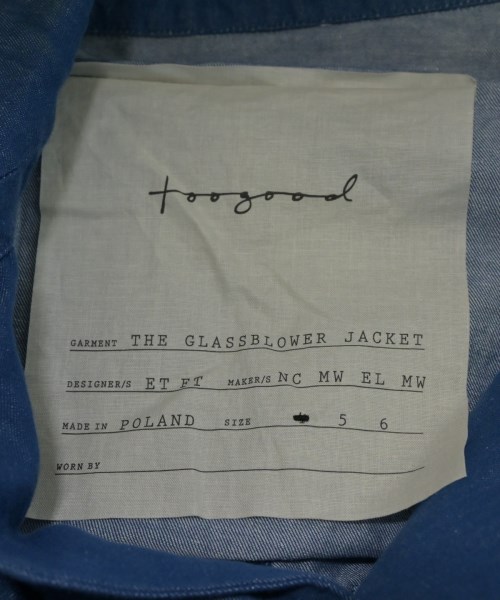 toogood
GARMENT THE GLASSBLOWER JACKET
DESIGNER/S ET FT MAKER/S NC MW EL MW
MADE IN POLAND SIZE 5 6
WORN BY